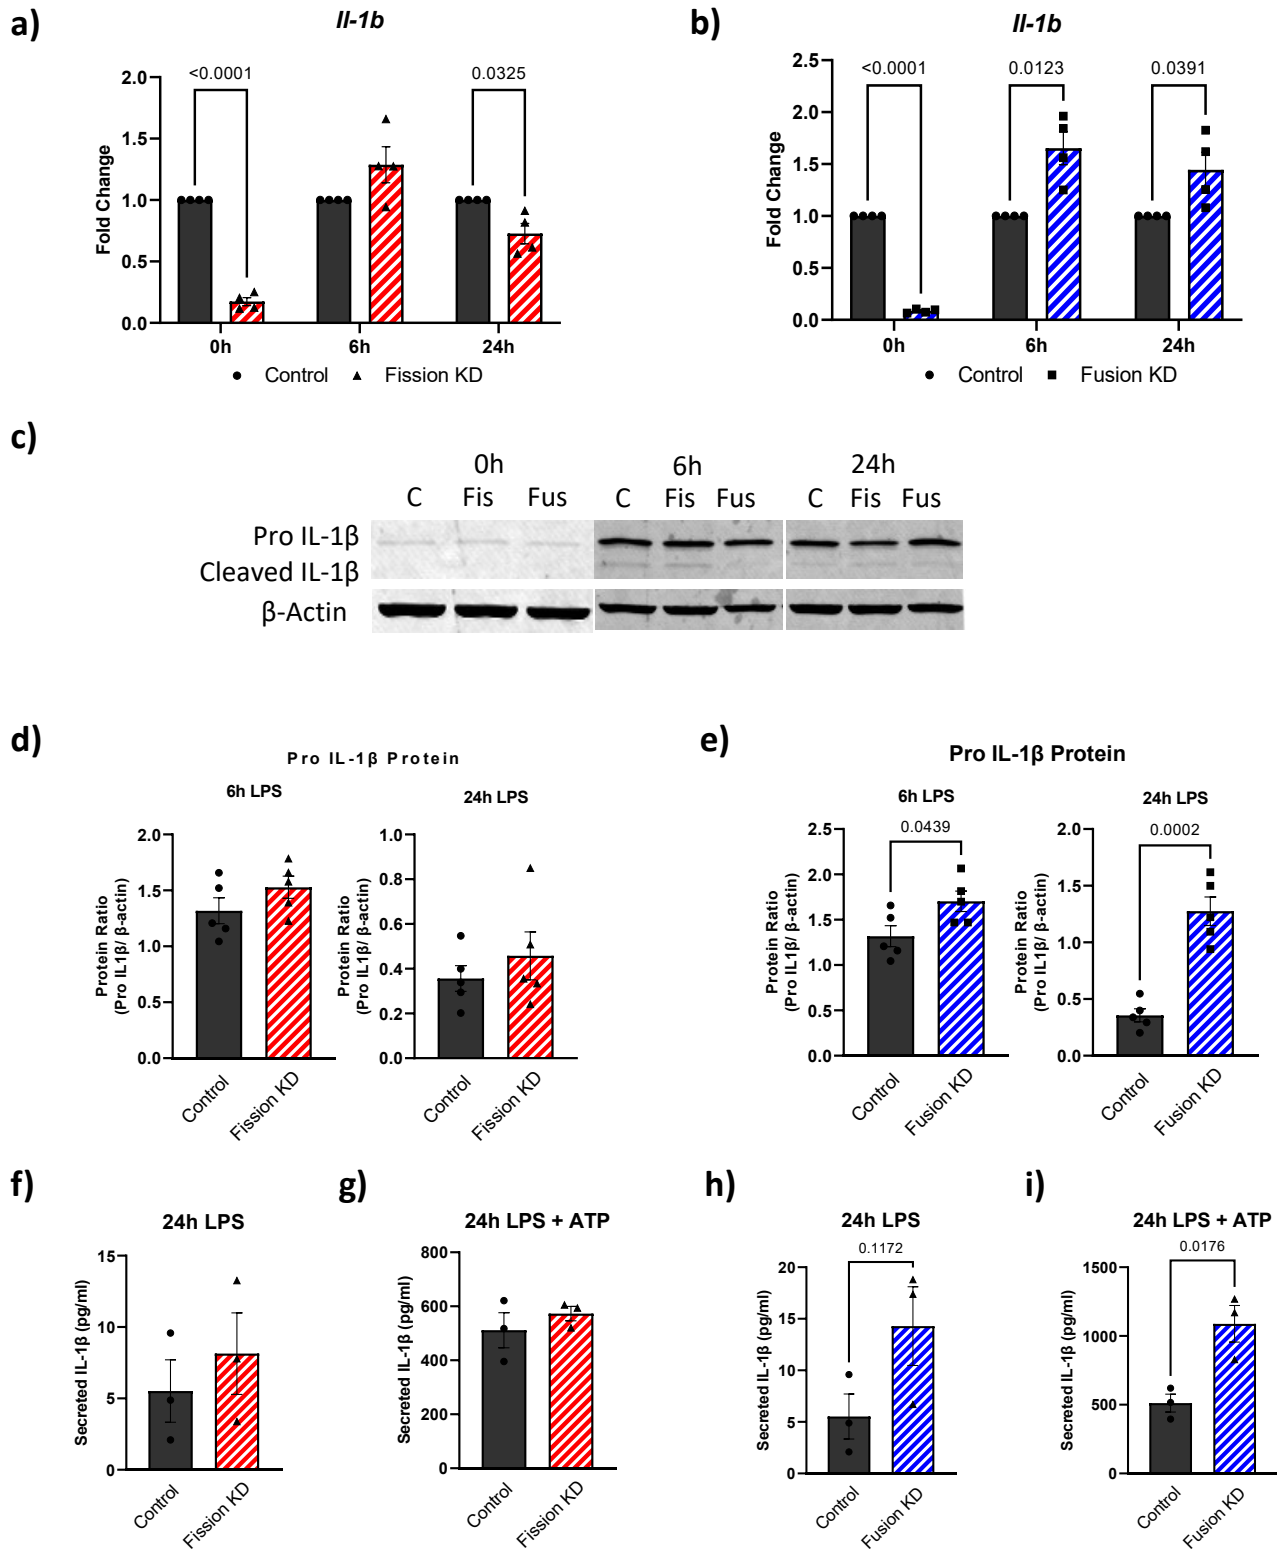 a)
Il-1b
<0.0001
0.0325
2.0
1.5
1.0
0.5
0.0
Fold Change
0h
6h
24h
Control
Fission KD
b)
Il-1b
<0.0001
0.0123
0.0391
2.5
2.0
1.5
1.0
0.5
0.0
Fold Change
0h
6h
24h
Control
Fusion KD
c)
0h
6h
24h
C Fis Fus C Fis Fus C Fis Fus
Pro IL-1β
Cleaved IL-1β
β-Actin
d)
Pro IL-1β Protein
6h LPS
2.0
1.5
1.0
0.5
0.0
Protein Ratio
(Pro IL1β/ β-actin)
Control
Fission KD
24h LPS
1.0
0.8
0.6
0.4
0.2
0.0
Protein Ratio
(Pro IL1β/ β-actin)
Control
Fission KD
e)
Pro IL-1β Protein
6h LPS
0.0439
2.5
2.0
1.5
1.0
0.5
0.0
Protein Ratio
(Pro IL1β/ β-actin)
Control
Fusion KD
24h LPS
0.0002
2.0
1.5
1.0
0.5
0.0
Protein Ratio
(Pro IL1β/ β-actin)
Control
Fusion KD
f)
24h LPS
15
10
5
0
Secreted IL-1β (pg/ml)
Control
Fission KD
g)
24h LPS + ATP
800
600
400
200
0
Secreted IL-1β (pg/ml)
Control
Fission KD
h)
24h LPS
0.1172
20
15
10
5
0
Secreted IL-1β (pg/ml)
Control
Fusion KD
i)
24h LPS + ATP
0.0176
1500
1000
500
0
Secreted IL-1β (pg/ml)
Control
Fusion KD